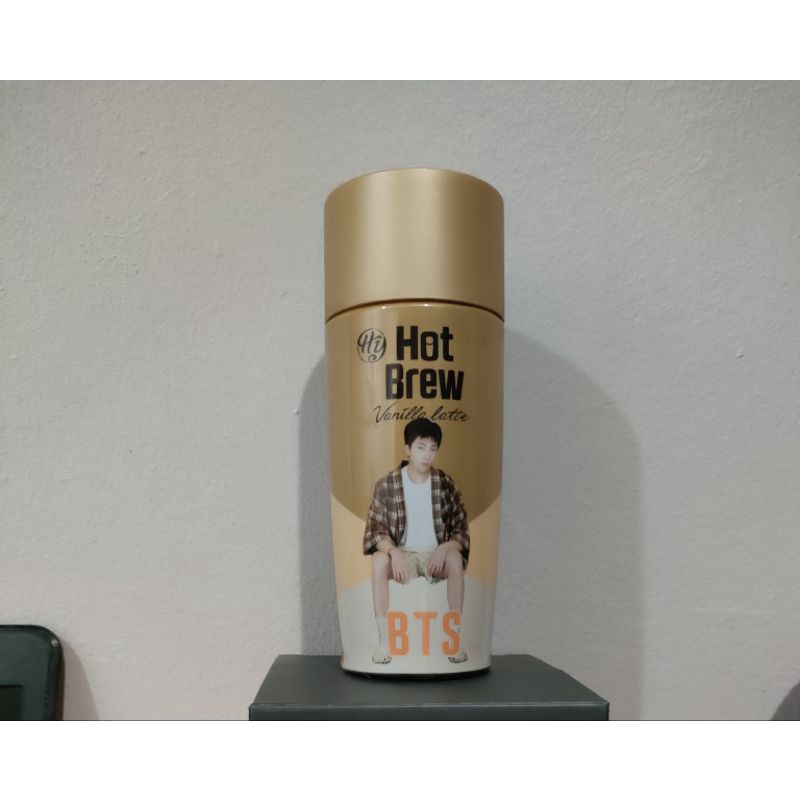 Hy Hot
Brew
Vanilla latte
BTS